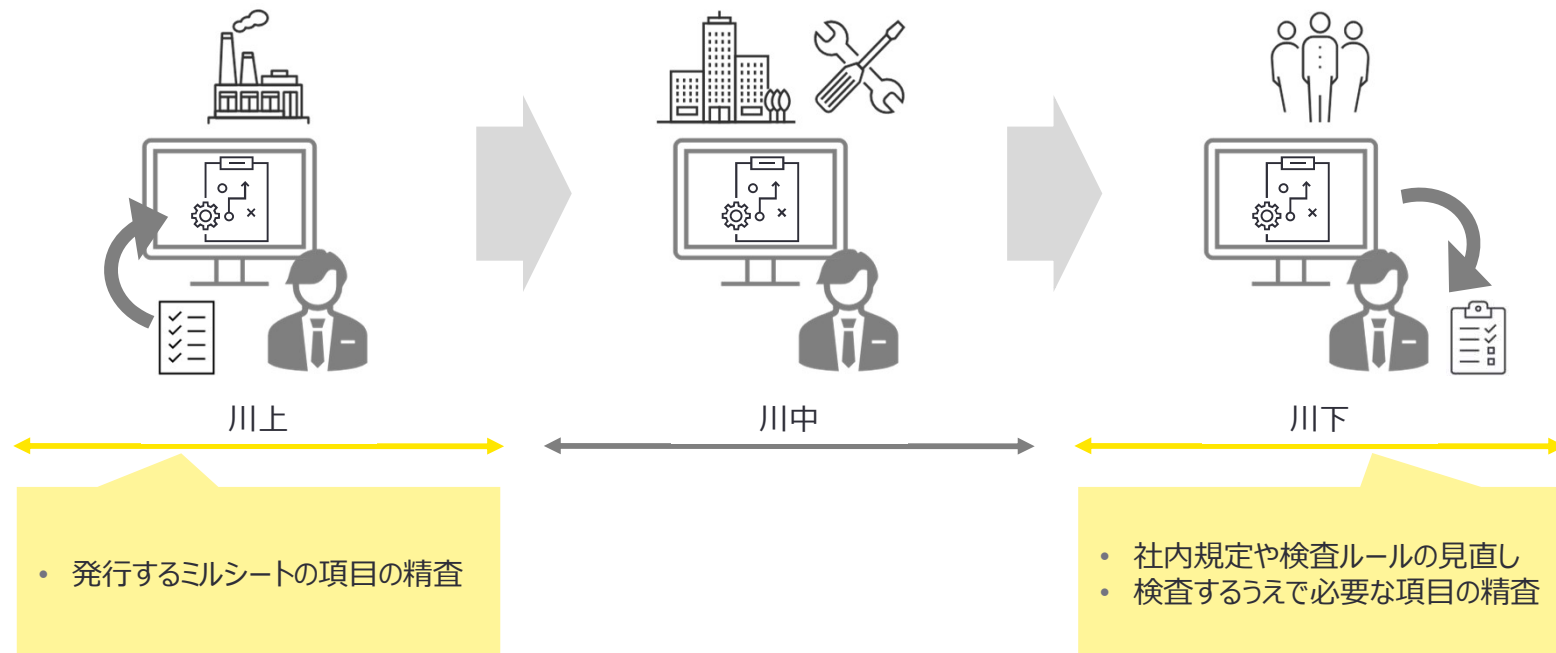 川上
川中
川下
• 発行するミルシートの項目の精査
• 社内規定や検査ルールの見直し
• 検査するうえで必要な項目の精査